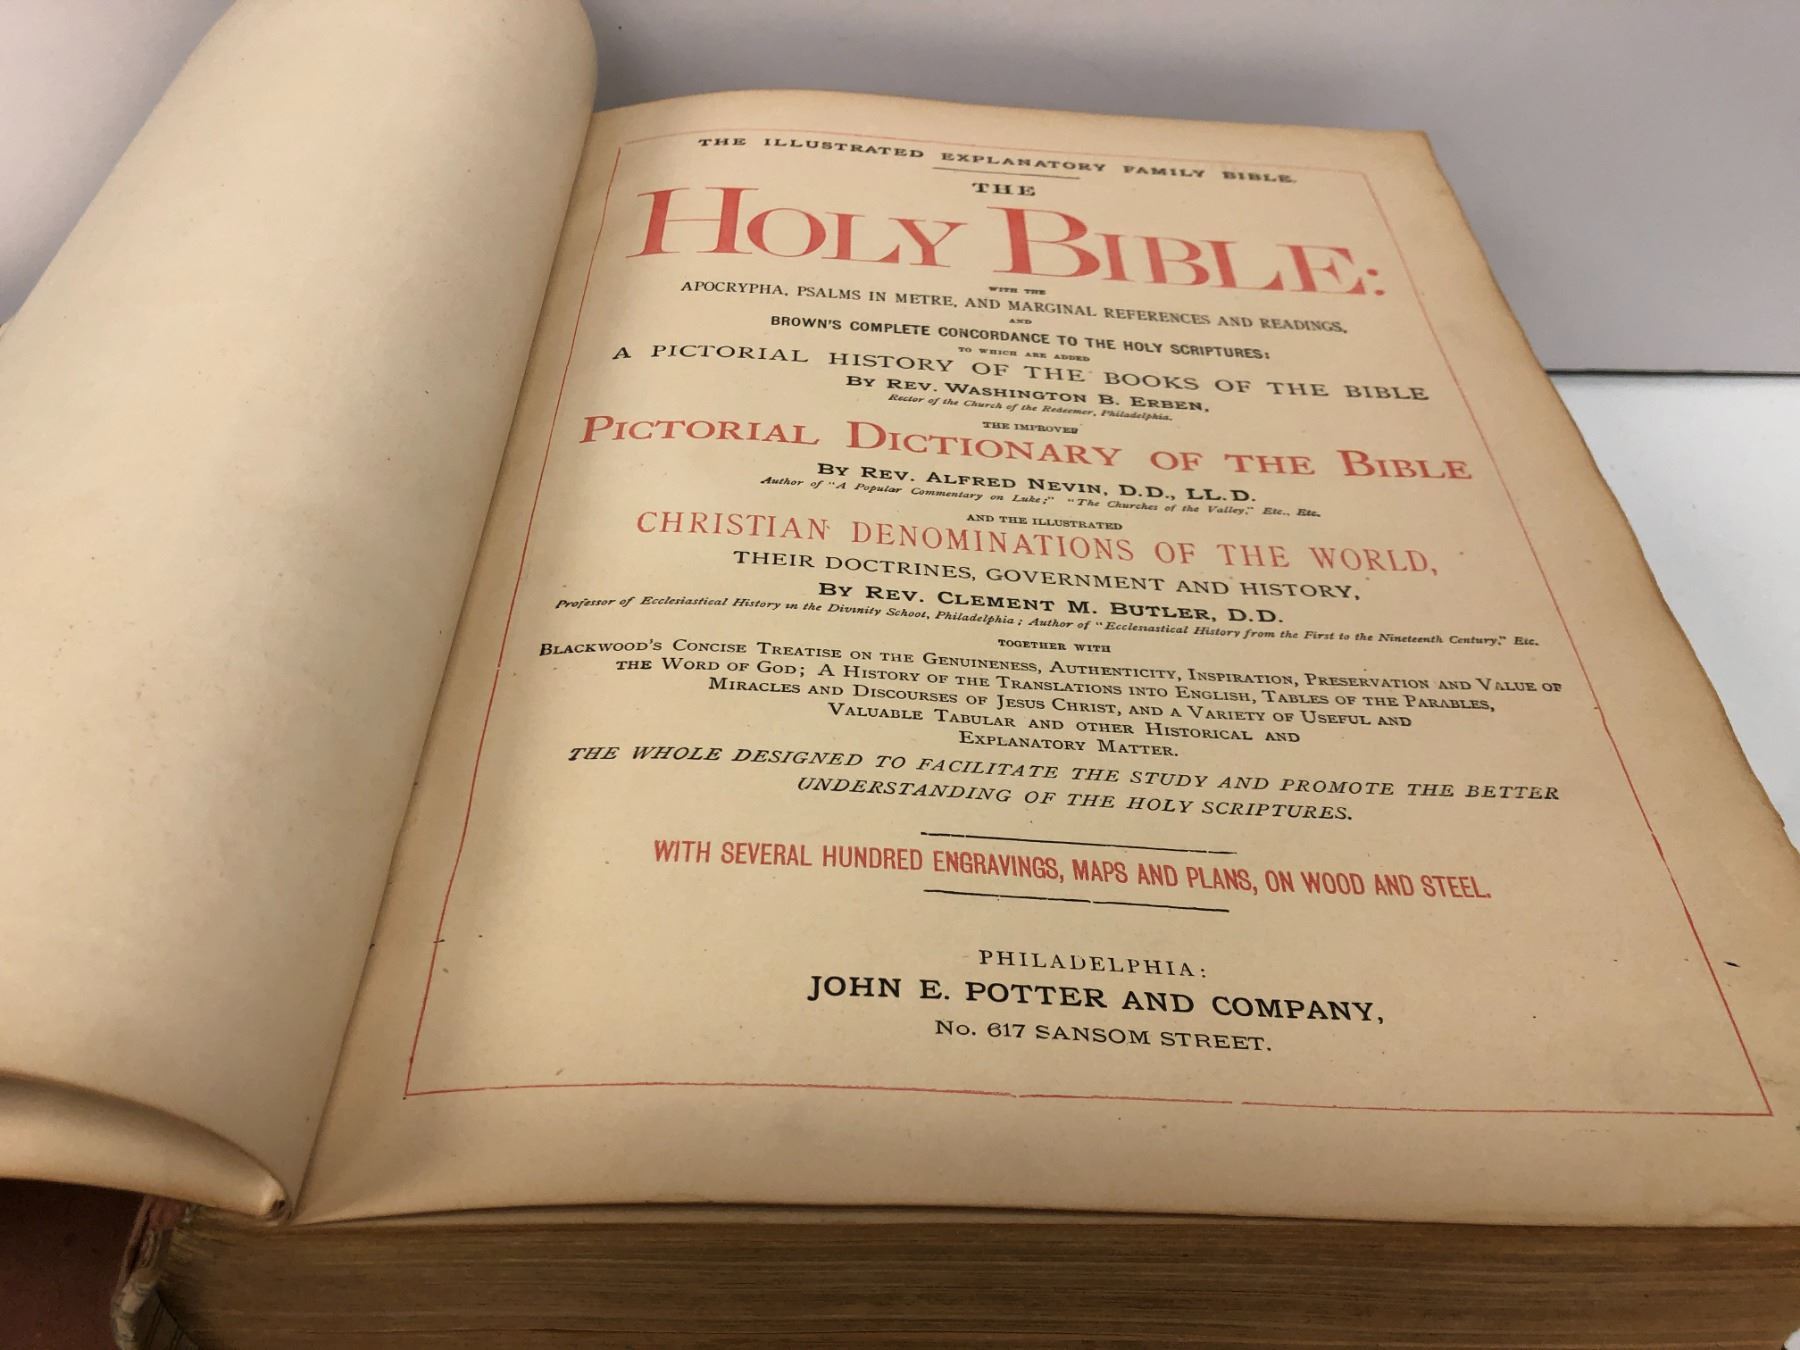 THE ILLUSTRATED EXPLANATORY FAMILY BIBLE.
THE
HOLY BIBLE:
WITH THE
APOCRYPHA, PSALMS IN METRE, AND MARGINAL REFERENCES AND READINGS,
AND
BROWN'S COMPLETE CONCORDANCE TO THE HOLY SCRIPTURES:
TO WHICH ARE ADDED
A PICTORIAL HISTORY OF THE BOOKS OF THE BIBLE
BY REV. WASHINGTON B. ERBEN,
Rector of the Church of the Redeemer, Philadelphia.
THE IMPROVED
PICTORIAL DICTIONARY OF THE BIBLE
BY REV. ALFRED NEVIN, D.D., LL.D.
Author of "A Popular Commentary on Luke;" "The Churches of the Valley," Etc., Etc.
AND THE ILLUSTRATED
CHRISTIAN DENOMINATIONS OF THE WORLD,
THEIR DOCTRINES, GOVERNMENT AND HISTORY,
BY REV. CLEMENT M. BUTLER, D.D.
Professor of Ecclesiastical History in the Divinity School, Philadelphia; Author of "Ecclesiastical History from the First to the Nineteenth Century," Etc.
TOGETHER WITH
BLACKWOOD'S CONCISE TREATISE ON THE GENUINENESS, AUTHENTICITY, INSPIRATION, PRESERVATION AND VALUE OF
THE WORD OF GOD; A HISTORY OF THE TRANSLATIONS INTO ENGLISH, TABLES OF THE PARABLES,
MIRACLES AND DISCOURSES OF JESUS CHRIST, AND A VARIETY OF USEFUL AND
VALUABLE TABULAR AND OTHER HISTORICAL AND
EXPLANATORY MATTER.
THE WHOLE DESIGNED TO FACILITATE THE STUDY AND PROMOTE THE BETTER
UNDERSTANDING OF THE HOLY SCRIPTURES.
WITH SEVERAL HUNDRED ENGRAVINGS, MAPS AND PLANS, ON WOOD AND STEEL.
PHILADELPHIA:
JOHN E. POTTER AND COMPANY,
No. 617 SANSOM STREET.